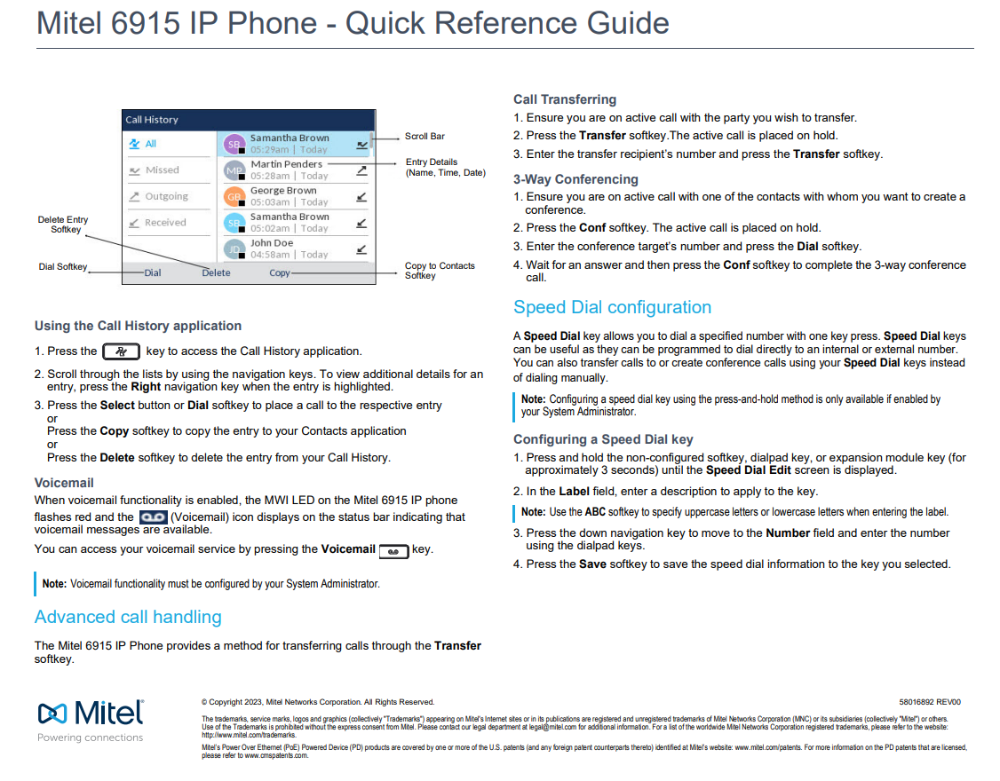 Mitel 6915 IP Phone - Quick Reference Guide
Call History
All
Missed
Outgoing
Received
SB
Samantha Brown
05:29am | Today
MP
Martin Penders
05:28am | Today
GB
George Brown
05:03am | Today
SB
Samantha Brown
05:02am | Today
JD
John Doe
04:58am | Today
Dial
Delete
Copy
Scroll Bar
Entry Details
(Name, Time, Date)
Delete Entry
Softkey
Dial Softkey
Copy to Contacts
Softkey
Using the Call History application
1. Press the key to access the Call History application.
2. Scroll through the lists by using the navigation keys. To view additional details for an
entry, press the Right navigation key when the entry is highlighted.
3. Press the Select button or Dial softkey to place a call to the respective entry
or
Press the Copy softkey to copy the entry to your Contacts application
or
Press the Delete softkey to delete the entry from your Call History.
Voicemail
When voicemail functionality is enabled, the MWI LED on the Mitel 6915 IP phone
flashes red and the (Voicemail) icon displays on the status bar indicating that
voicemail messages are available.
You can access your voicemail service by pressing the Voicemail key.
Note: Voicemail functionality must be configured by your System Administrator.
Advanced call handling
The Mitel 6915 IP Phone provides a method for transferring calls through the Transfer
softkey.
Call Transferring
1. Ensure you are on active call with the party you wish to transfer.
2. Press the Transfer softkey.The active call is placed on hold.
3. Enter the transfer recipient's number and press the Transfer softkey.
3-Way Conferencing
1. Ensure you are on active call with one of the contacts with whom you want to create a
conference.
2. Press the Conf softkey. The active call is placed on hold.
3. Enter the conference target's number and press the Dial softkey.
4. Wait for an answer and then press the Conf softkey to complete the 3-way conference
call.
Speed Dial configuration
A Speed Dial key allows you to dial a specified number with one key press. Speed Dial keys
can be useful as they can be programmed to dial directly to an internal or external number.
You can also transfer calls to or create conference calls using your Speed Dial keys instead
of dialing manually.
Note: Configuring a speed dial key using the press-and-hold method is only available if enabled by
your System Administrator.
Configuring a Speed Dial key
1. Press and hold the non-configured softkey, dialpad key, or expansion module key (for
approximately 3 seconds) until the Speed Dial Edit screen is displayed.
2. In the Label field, enter a description to apply to the key.
Note: Use the ABC softkey to specify uppercase letters or lowercase letters when entering the label.
3. Press the down navigation key to move to the Number field and enter the number
using the dialpad keys.
4. Press the Save softkey to save the speed dial information to the key you selected.
Mitel
Powering connections
© Copyright 2023, Mitel Networks Corporation. All Rights Reserved.
58016892 REV00
The trademarks, service marks, logos and graphics (collectively "Trademarks") appearing on Mitel's Internet sites or in its publications are registered and unregistered trademarks of Mitel Networks Corporation (MNC) or its subsidiaries (collectively "Mitel") or others.
Use of the Trademarks is prohibited without the express consent from Mitel. Please contact our legal department at legal@mitel.com for additional information. For a list of the worldwide Mitel Networks Corporation registered trademarks, please refer to the website:
http://www.mitel.com/trademarks.
Mitel's Power Over Ethernet (PoE) Powered Device (PD) products are covered by one or more of the U.S. patents (and any foreign patent counterparts thereto) identified at Mitel's website: www.mitel.com/patents. For more information on the PD patents that are licensed,
please refer to www.cmspatents.com.